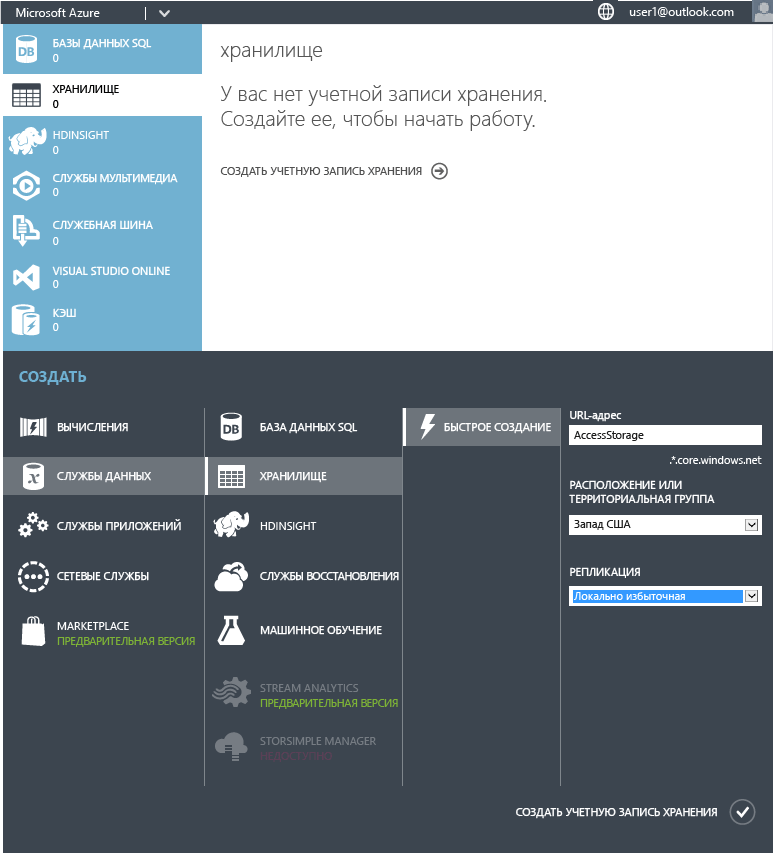 Microsoft Azure
user1@outlook.com
БАЗЫ ДАННЫХ SQL
0
ХРАНИЛИЩЕ
0
HDINSIGHT
0
СЛУЖБЫ МУЛЬТИМЕДИА
0
СЛУЖЕБНАЯ ШИНА
0
VISUAL STUDIO ONLINE
0
КЭШ
0
хранилище
У вас нет учетной записи хранения.
Создайте ее, чтобы начать работу.
СОЗДАТЬ УЧЕТНУЮ ЗАПИСЬ ХРАНЕНИЯ
СОЗДАТЬ
ВЫЧИСЛЕНИЯ
СЛУЖБЫ ДАННЫХ
СЛУЖБЫ ПРИЛОЖЕНИЙ
СЕТЕВЫЕ СЛУЖБЫ
MARKETPLACE
ПРЕДВАРИТЕЛЬНАЯ ВЕРСИЯ
DB
БАЗА ДАННЫХ SQL
ХРАНИЛИЩЕ
HDINSIGHT
СЛУЖБЫ ВОССТАНОВЛЕНИЯ
МАШИННОЕ ОБУЧЕНИЕ
STREAM ANALYTICS
ПРЕДВАРИТЕЛЬНАЯ ВЕРСИЯ
STORSIMPLE MANAGER
НЕДОСТУПНО
БЫСТРОЕ СОЗДАНИЕ
URL-адрес
AccessStorage
.*.core.windows.net
РАСПОЛОЖЕНИЕ ИЛИ
ТЕРРИТОРИАЛЬНАЯ ГРУППА
Запад США
РЕПЛИКАЦИЯ
Локально избыточная
СОЗДАТЬ УЧЕТНУЮ ЗАПИСЬ ХРАНЕНИЯ